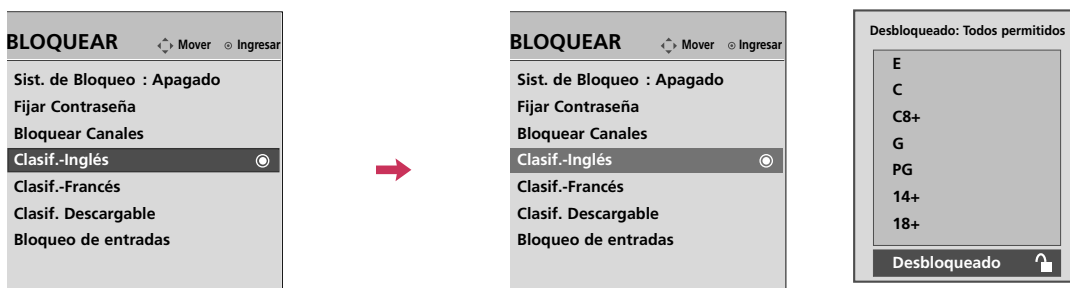 BLOQUEAR Mover Ingresar
Sist. de Bloqueo : Apagado
Fijar Contraseña
Bloquear Canales
Clasif.-Inglés
Clasif.-Francés
Clasif. Descargable
Bloqueo de entradas
BLOQUEAR Mover Ingresar
Sist. de Bloqueo : Apagado
Fijar Contraseña
Bloquear Canales
Clasif.-Inglés
Clasif.-Francés
Clasif. Descargable
Bloqueo de entradas
Desbloqueado: Todos permitidos
E
C
C8+
G
PG
14+
18+
Desbloqueado